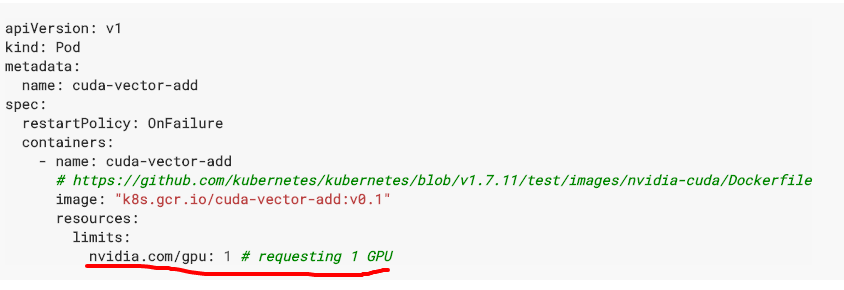 apiVersion: v1
kind: Pod
metadata:
  name: cuda-vector-add
spec:
  restartPolicy: OnFailure
  containers:
    - name: cuda-vector-add
      # https://github.com/kubernetes/kubernetes/blob/v1.7.11/test/images/nvidia-cuda/Dockerfile
      image: "k8s.gcr.io/cuda-vector-add:v0.1"
      resources:
        limits:
          nvidia.com/gpu: 1 # requesting 1 GPU